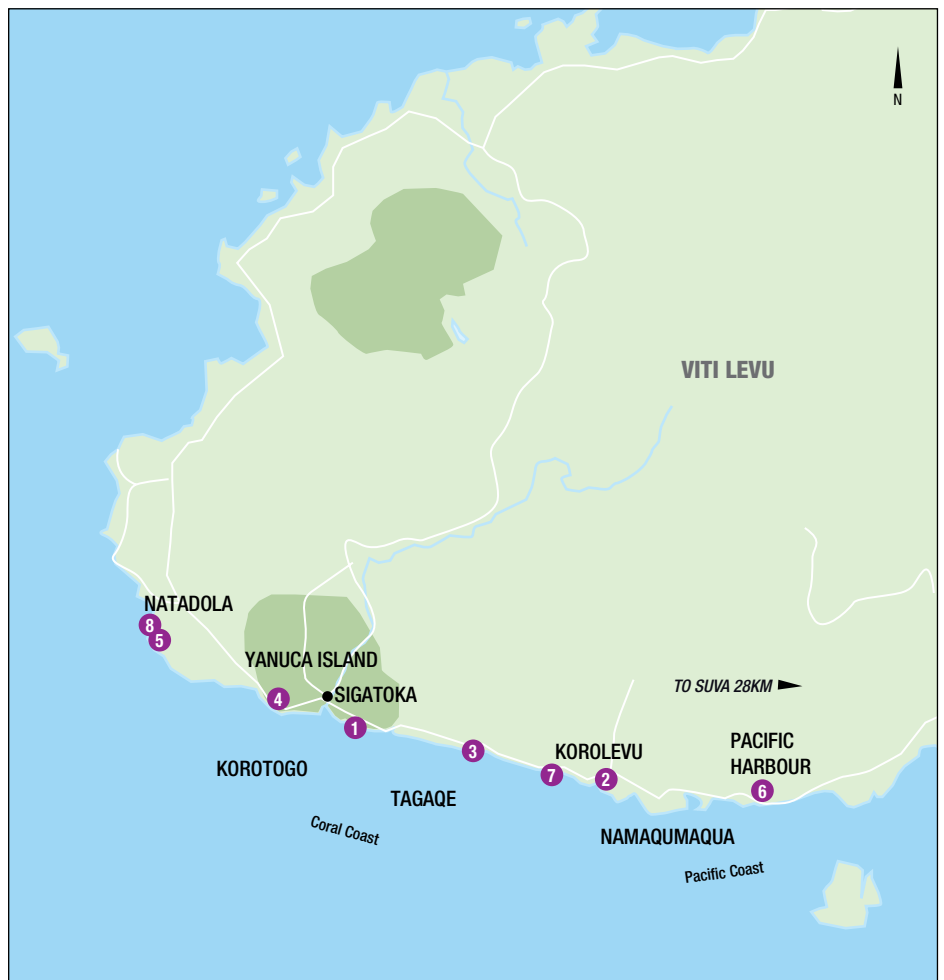 N
VITI LEVU
NATADOLA
8
5
YANUCA ISLAND
4
SIGATOKA
TO SUVA 28KM
1
3
KOROLEVU
7
2
PACIFIC
HARBOUR
6
KOROTOGO
TAGAQE
Coral Coast
NAMAQUMAQUA
Pacific Coast